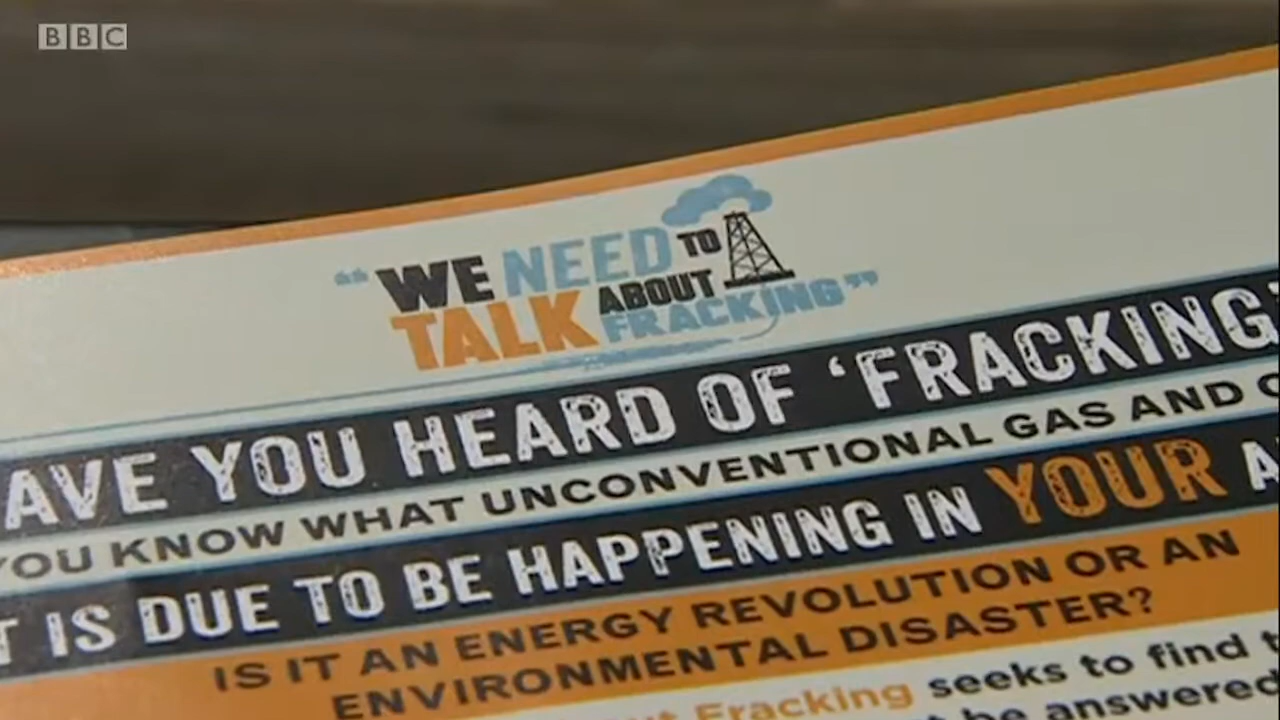 BBC
“WE NEED TO
TALK ABOUT
FRACKING”
AVE YOU HEARD OF ‘FRACKING’
YOU KNOW WHAT UNCONVENTIONAL GAS AND
IS DUE TO BE HAPPENING IN YOUR
IS IT AN ENERGY REVOLUTION OR AN
ENVIRONMENTAL DISASTER?
Fracking seeks to find
be answered